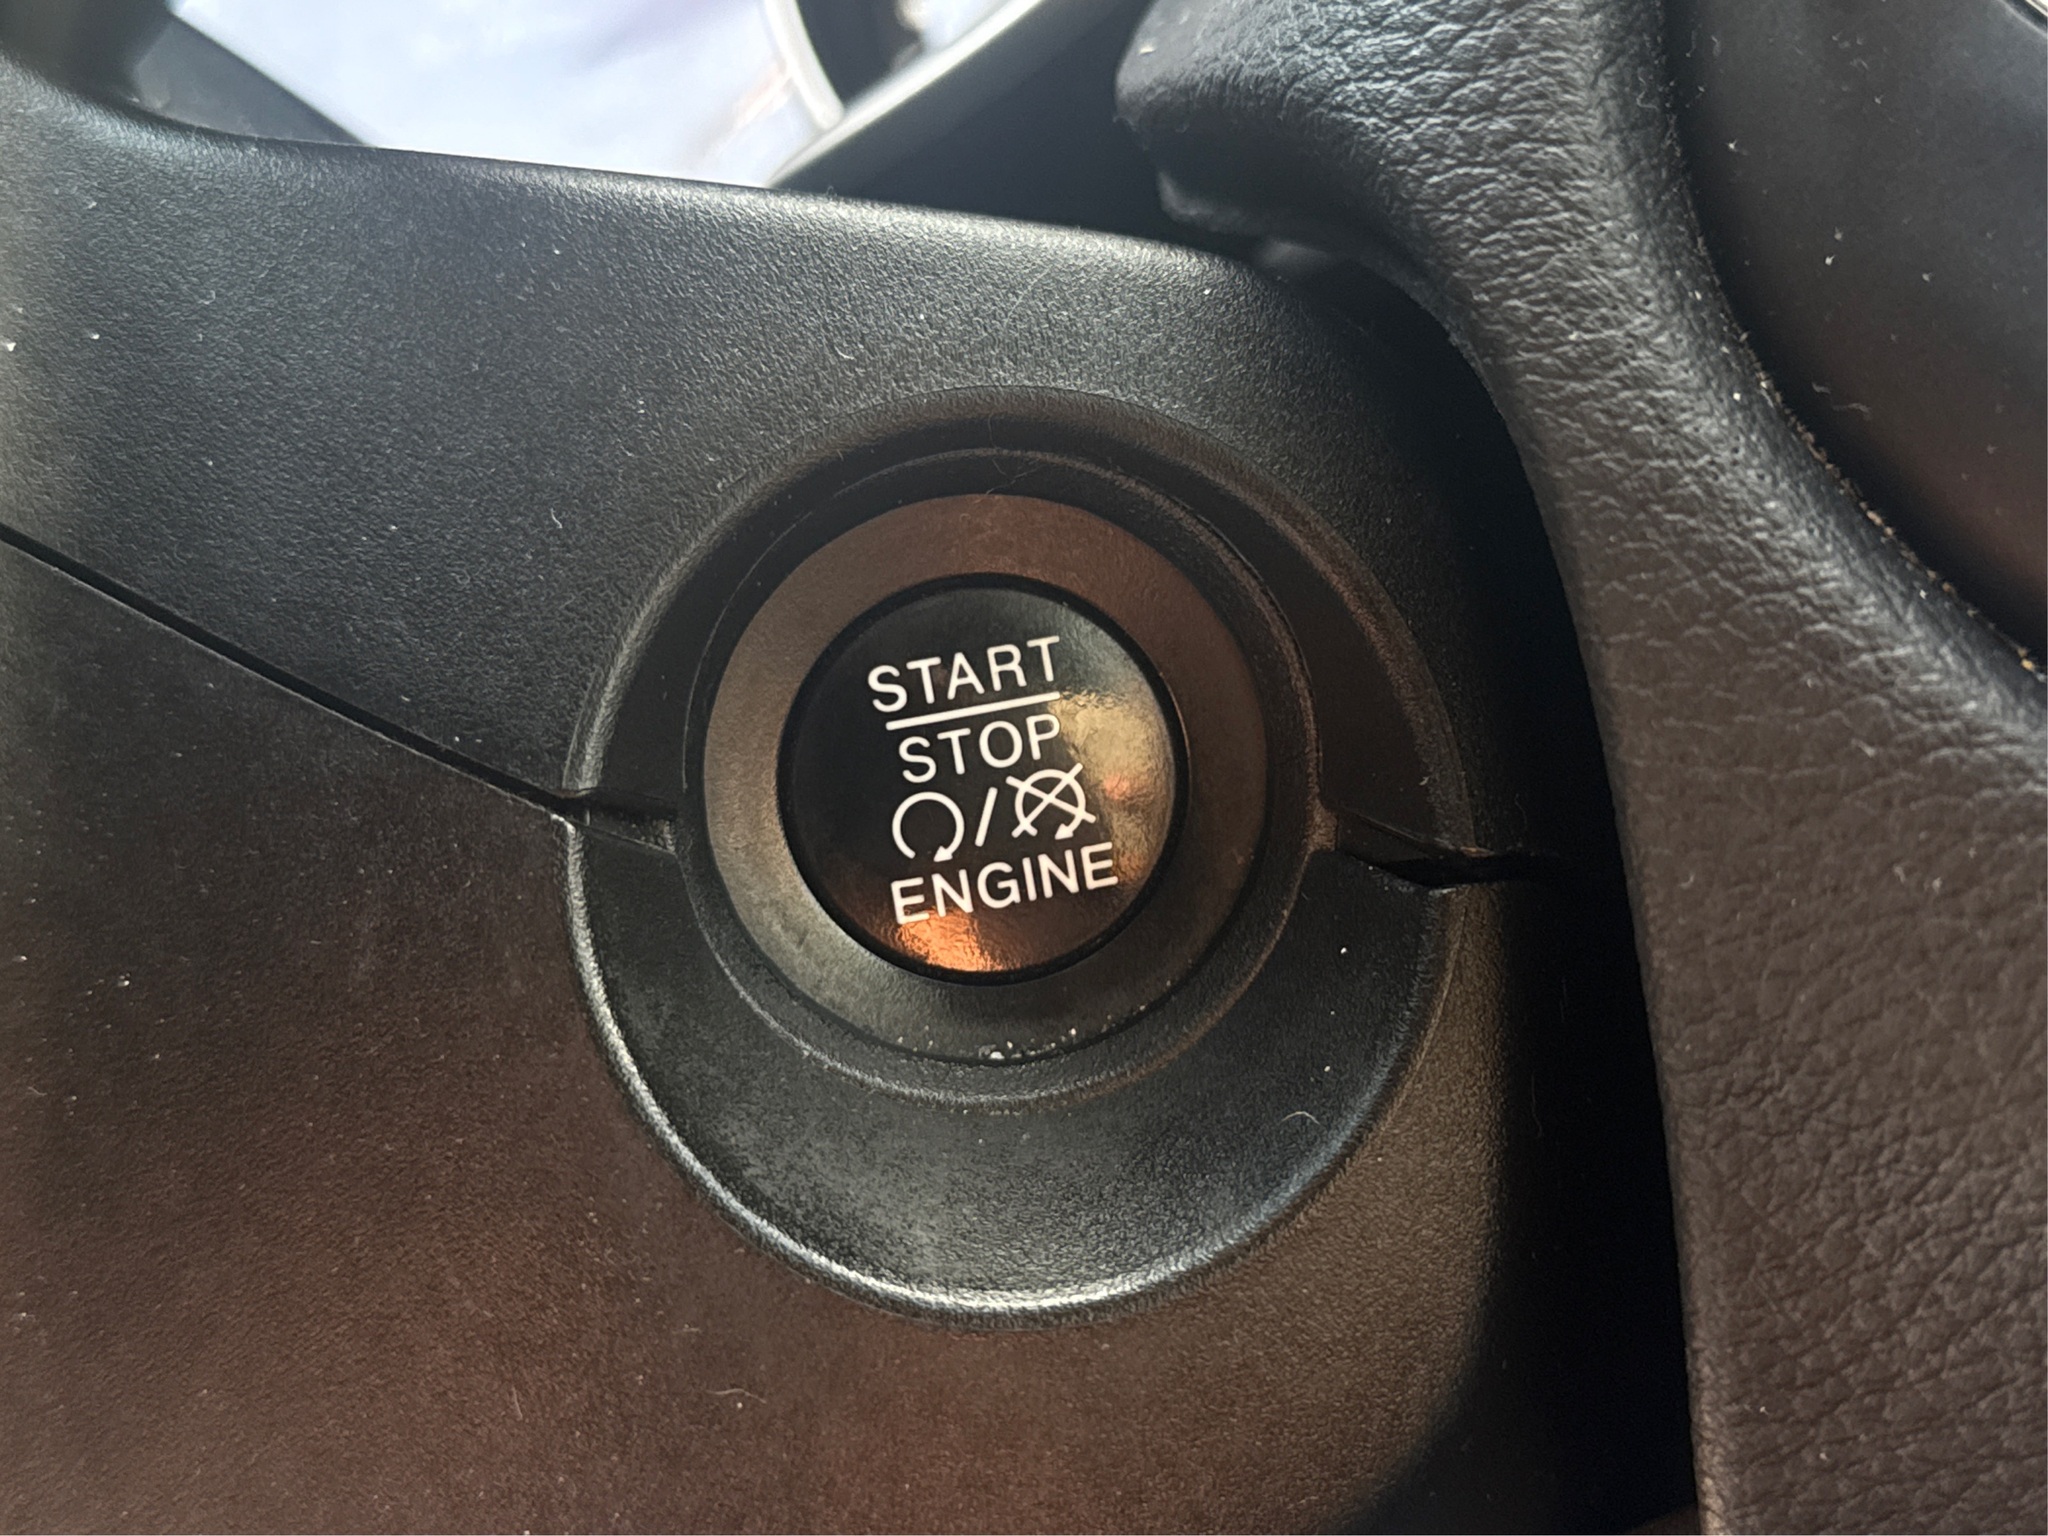 START
STOP
/
ENGINE